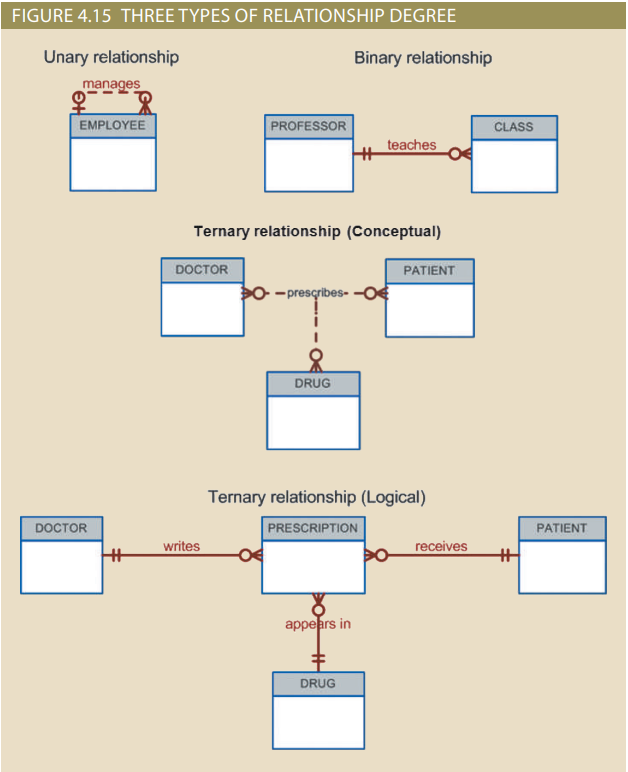 FIGURE 4.15 THREE TYPES OF RELATIONSHIP DEGREE
Unary relationship
Binary relationship
manages
EMPLOYEE
PROFESSOR
teaches
CLASS
Ternary relationship (Conceptual)
DOCTOR
prescribes
PATIENT
DRUG
Ternary relationship (Logical)
DOCTOR
writes
PRESCRIPTION
receives
PATIENT
appears in
DRUG